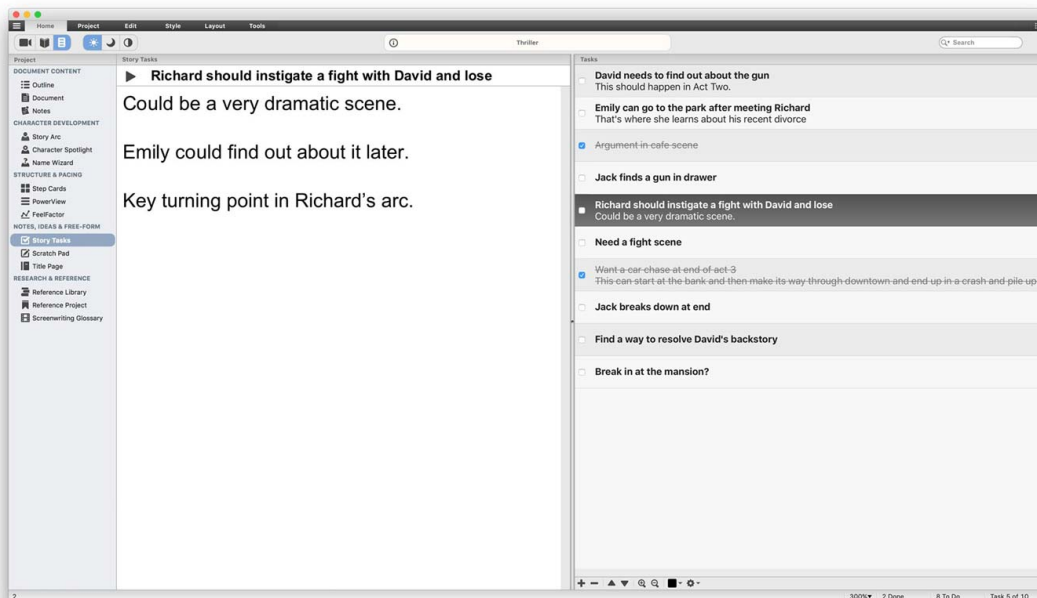 Home Project Edit Style Layout Tools
Thriller
Search
Project
DOCUMENT CONTENT
Outline
Document
Notes
CHARACTER DEVELOPMENT
Story Arc
Character Spotlight
Name Wizard
STRUCTURE & PACING
Step Cards
PowerView
FeelFactor
NOTES, IDEAS & FREE-FORM
Story Tasks
Scratch Pad
Title Page
RESEARCH & REFERENCE
Reference Library
Reference Project
Screenwriting Glossary
Story Tasks
Richard should instigate a fight with David and lose
Could be a very dramatic scene.
Emily could find out about it later.
Key turning point in Richard's arc.
Tasks
David needs to find out about the gun
This should happen in Act Two.
Emily can go to the park after meeting Richard
That's where she learns about his recent divorce
Argument in cafe scene
Jack finds a gun in drawer
Richard should instigate a fight with David and lose
Could be a very dramatic scene.
Need a fight scene
Want a car chase at end of act 3
This can start at the bank and then make its way through downtown and end up in a crash and pile up
Jack breaks down at end
Find a way to resolve David's backstory
Break in at the mansion?
? 300% 2 Done 8 To Do Task 5 of 10